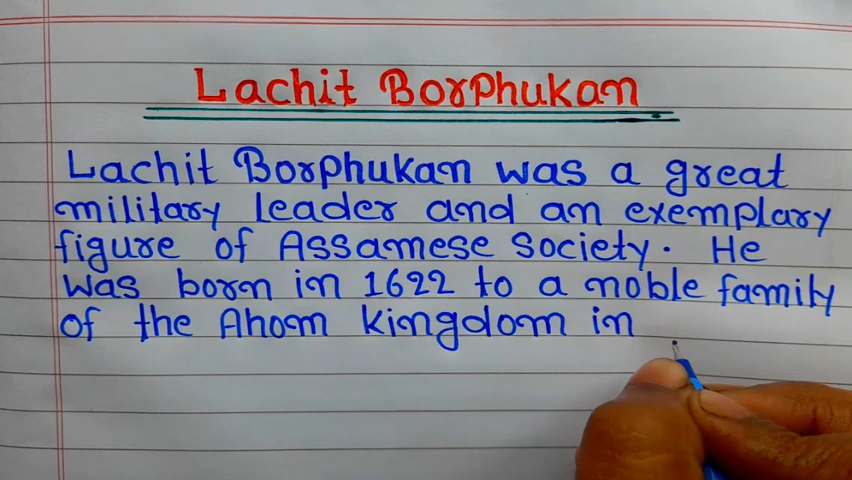 Lachit Borphukan
Lachit Borphukan was a great
military leader and an exemplary
figure of Assamese society. He
was born in 1622 to a noble family
of the Ahom kingdom in